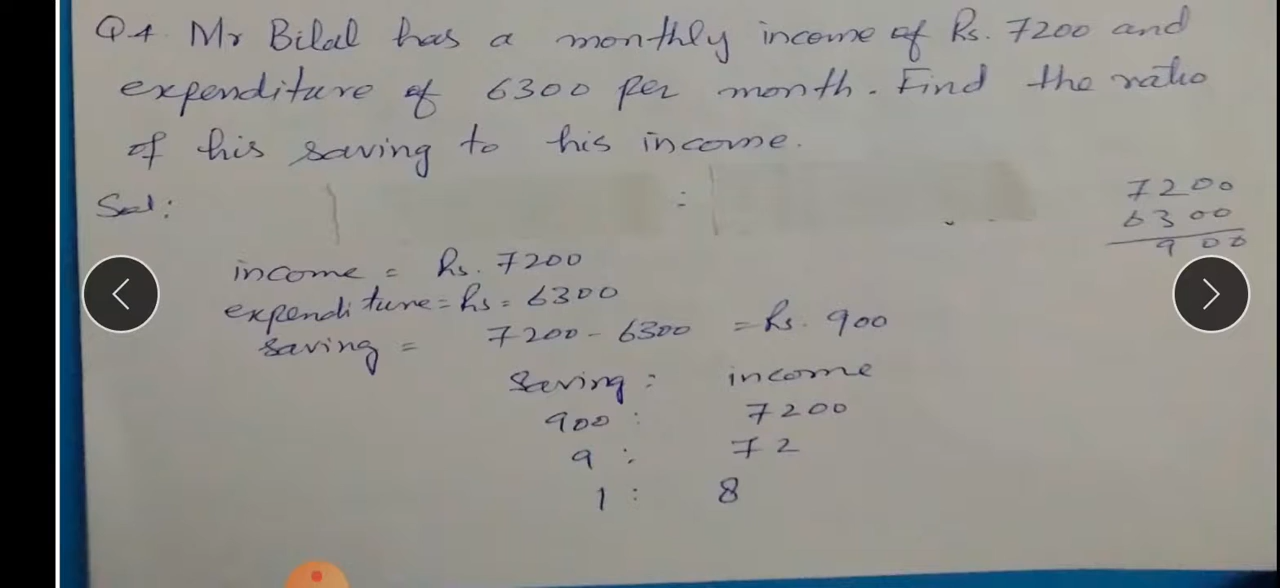 Q4. Mr Bilal has a monthly income of Rs. 7200 and
expenditure of 6300 per month. Find the ratio
of his saving to his income.
Sol:
:
7200
6300
900
income = Rs. 7200
expenditure = Rs = 6300
saving = 7200 - 6300 = Rs. 900
Saving : income
900 : 7200
9 : 72
1 : 8